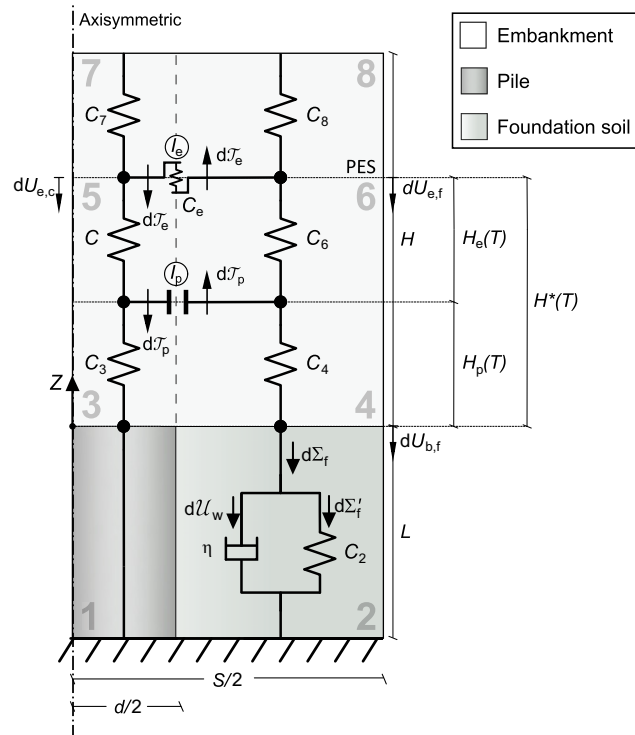 Axisymmetric
Embankment
Pile
Foundation soil
7
8
C7
C8
Ie
d𝒯e
PES
dUe,c
5
Ce
6
dUe,f
d𝒯e
C
C6
H
He(T)
Ip
d𝒯p
H*(T)
d𝒯p
C3
C4
Hp(T)
Z
3
4
dUb,f
dΣf
d𝒰w
dΣ′f
η
C2
L
1
2
S/2
d/2